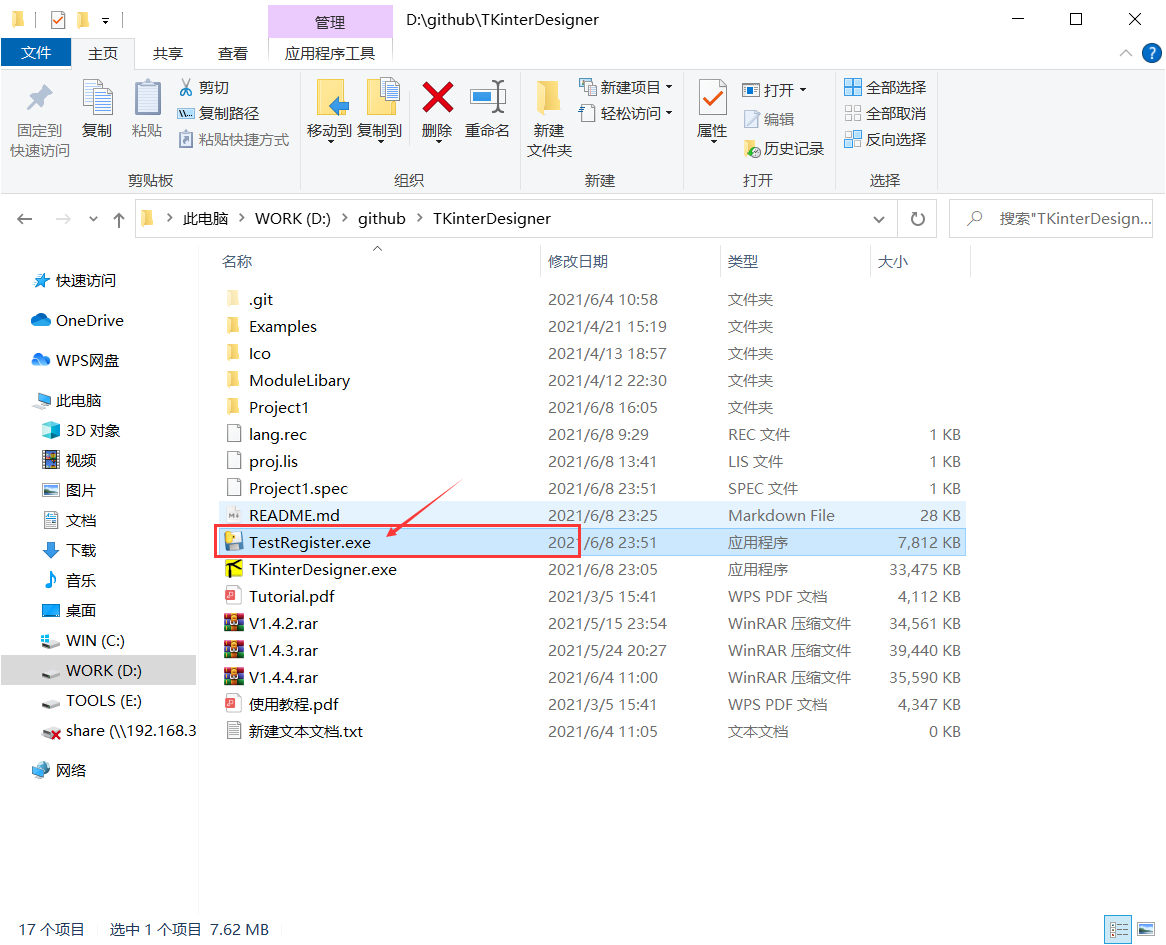 管理
D:\github\TKinterDesigner
文件
主页
共享
查看
应用程序工具
固定到
快速访问
复制
粘贴
剪切
复制路径
粘贴快捷方式
剪贴板
移动到
复制到
删除
重命名
组织
新建
文件夹
新建项目
轻松访问
新建
属性
打开
编辑
历史记录
打开
全部选择
全部取消
反向选择
选择
此电脑 > WORK (D:) > github > TKinterDesigner
搜索"TKinterDesign...
名称 修改日期 类型 大小
快速访问
OneDrive
WPS网盘
此电脑
3D 对象
视频
图片
文档
下载
音乐
桌面
WIN (C:)
WORK (D:)
TOOLS (E:)
share (\\192.168.3
网络
.git 2021/6/4 10:58 文件夹
Examples 2021/4/21 15:19 文件夹
Ico 2021/4/13 18:57 文件夹
ModuleLibary 2021/4/12 22:30 文件夹
Project1 2021/6/8 16:05 文件夹
lang.rec 2021/6/8 9:29 REC 文件 1 KB
proj.lis 2021/6/8 13:41 LIS 文件 1 KB
Project1.spec 2021/6/8 23:51 SPEC 文件 1 KB
README.md 2021/6/8 23:25 Markdown File 28 KB
TestRegister.exe 2021/6/8 23:51 应用程序 7,812 KB
TKinterDesigner.exe 2021/6/8 23:05 应用程序 33,475 KB
Tutorial.pdf 2021/3/5 15:41 WPS PDF 文档 4,112 KB
V1.4.2.rar 2021/5/15 23:54 WinRAR 压缩文件 34,561 KB
V1.4.3.rar 2021/5/24 20:27 WinRAR 压缩文件 39,440 KB
V1.4.4.rar 2021/6/4 11:00 WinRAR 压缩文件 35,590 KB
使用教程.pdf 2021/3/5 15:41 WPS PDF 文档 4,347 KB
新建文本文档.txt 2021/6/4 11:05 文本文档 0 KB
17 个项目 选中 1 个项目 7.62 MB